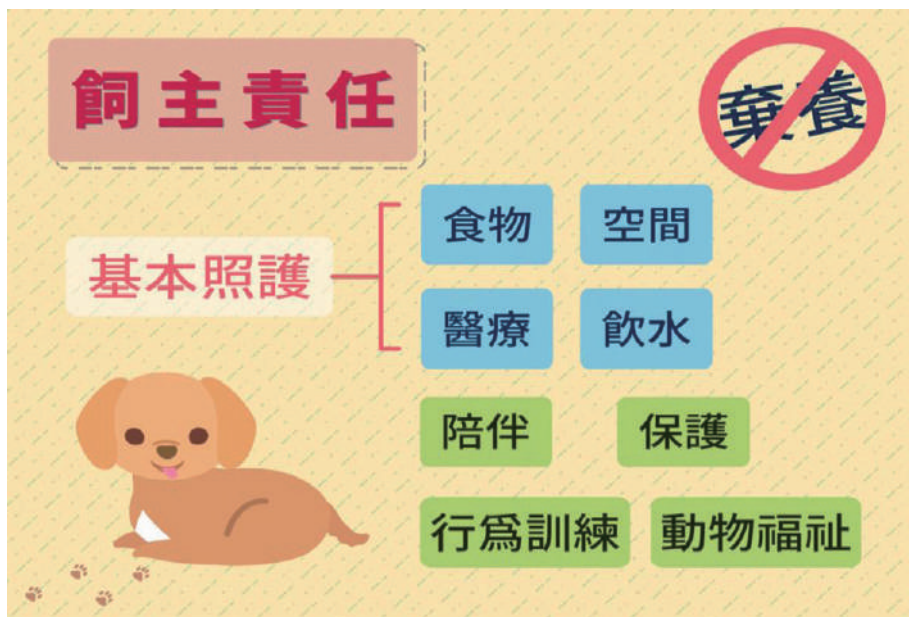 飼主責任
棄養
基本照護
食物
空間
醫療
飲水
陪伴
保護
行爲訓練
動物福祉